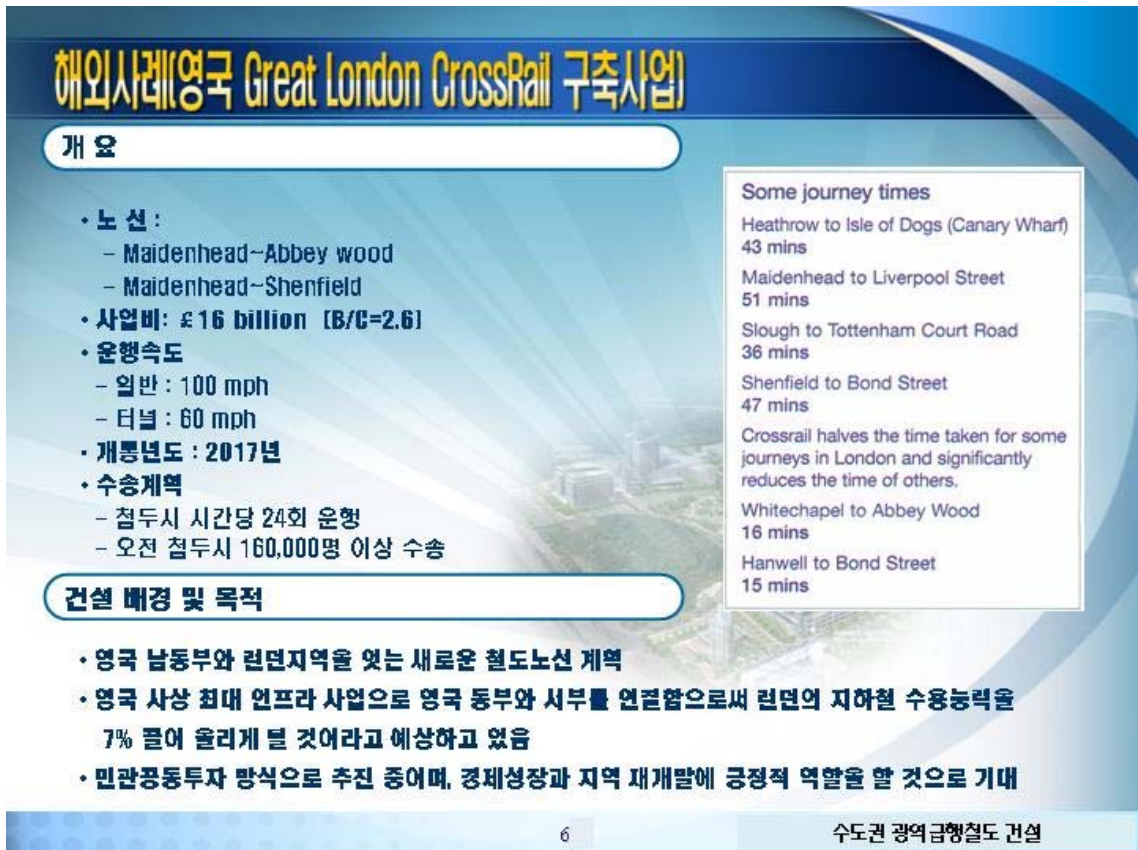 해외사례(영국 Great London CrossRail 구축사업)
개 요
• 노 선 :
– Maidenhead~Abbey wood
– Maidenhead~Shenfield
• 사업비: £16 billion (B/C=2.6)
• 운행속도
– 일반 : 100 mph
– 터널 : 60 mph
• 개통년도 : 2017년
• 수송계획
– 첨두시 시간당 24회 운행
– 오전 첨두시 160,000명 이상 수송
Some journey times
Heathrow to Isle of Dogs (Canary Wharf)
43 mins
Maidenhead to Liverpool Street
51 mins
Slough to Tottenham Court Road
36 mins
Shenfield to Bond Street
47 mins
Crossrail halves the time taken for some
journeys in London and significantly
reduces the time of others.
Whitechapel to Abbey Wood
16 mins
Hanwell to Bond Street
15 mins
건설 배경 및 목적
• 영국 남동부와 런던지역을 잇는 새로운 철도노선 계획
• 영국 사상 최대 인프라 사업으로 영국 동부와 서부를 연결함으로써 런던의 지하철 수용능력을
7% 끌어 올리게 될 것이라고 예상하고 있음
• 민관공동투자 방식으로 추진 중이며, 경제성장과 지역 재개발에 긍정적 역할을 할 것으로 기대
6
수도권 광역급행철도 건설